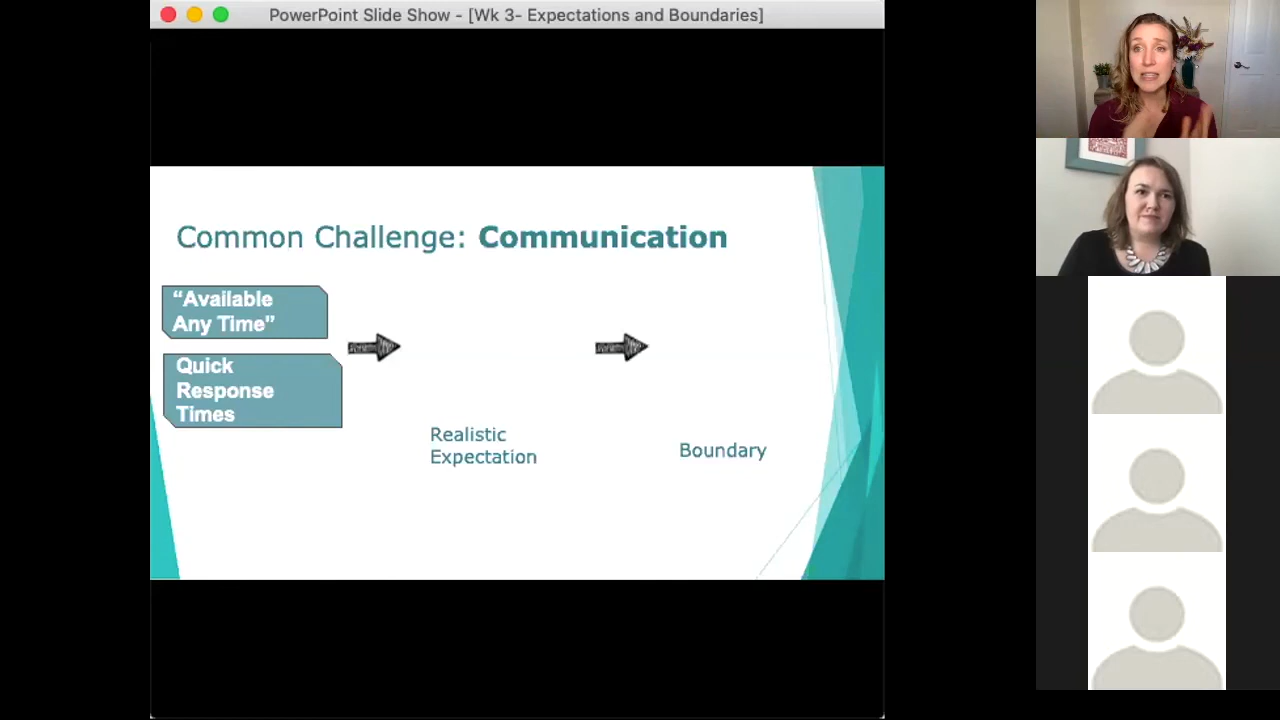 PowerPoint Slide Show - [Wk 3- Expectations and Boundaries]
Common Challenge: Communication
“Available
Any Time”
Quick
Response
Times
Realistic
Expectation
Boundary